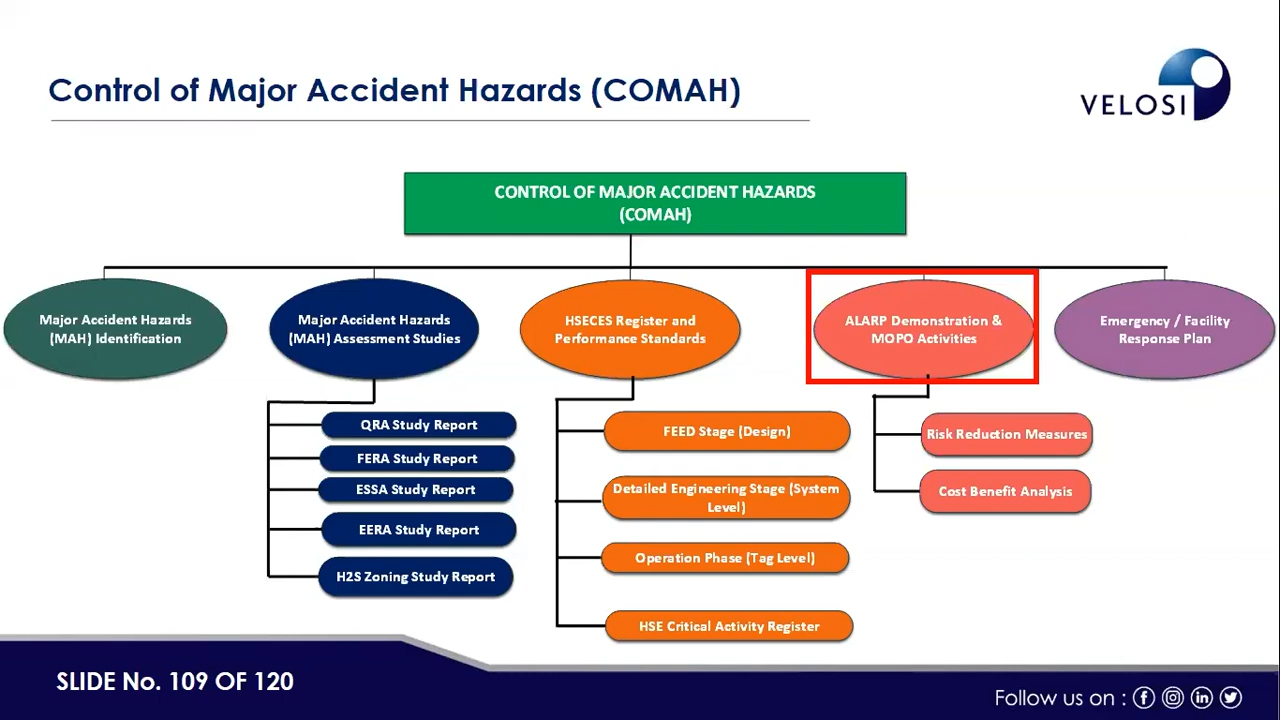 Control of Major Accident Hazards (COMAH)
VELOSI
CONTROL OF MAJOR ACCIDENT HAZARDS
(COMAH)
Major Accident Hazards
(MAH) Identification
Major Accident Hazards
(MAH) Assessment Studies
HSECES Register and
Performance Standards
ALARP Demonstration &
MOPO Activities
Emergency / Facility
Response Plan
QRA Study Report
FERA Study Report
ESSA Study Report
EERA Study Report
H2S Zoning Study Report
FEED Stage (Design)
Detailed Engineering Stage (System
Level)
Operation Phase (Tag Level)
HSE Critical Activity Register
Risk Reduction Measures
Cost Benefit Analysis
SLIDE No. 109 OF 120
Follow us on :